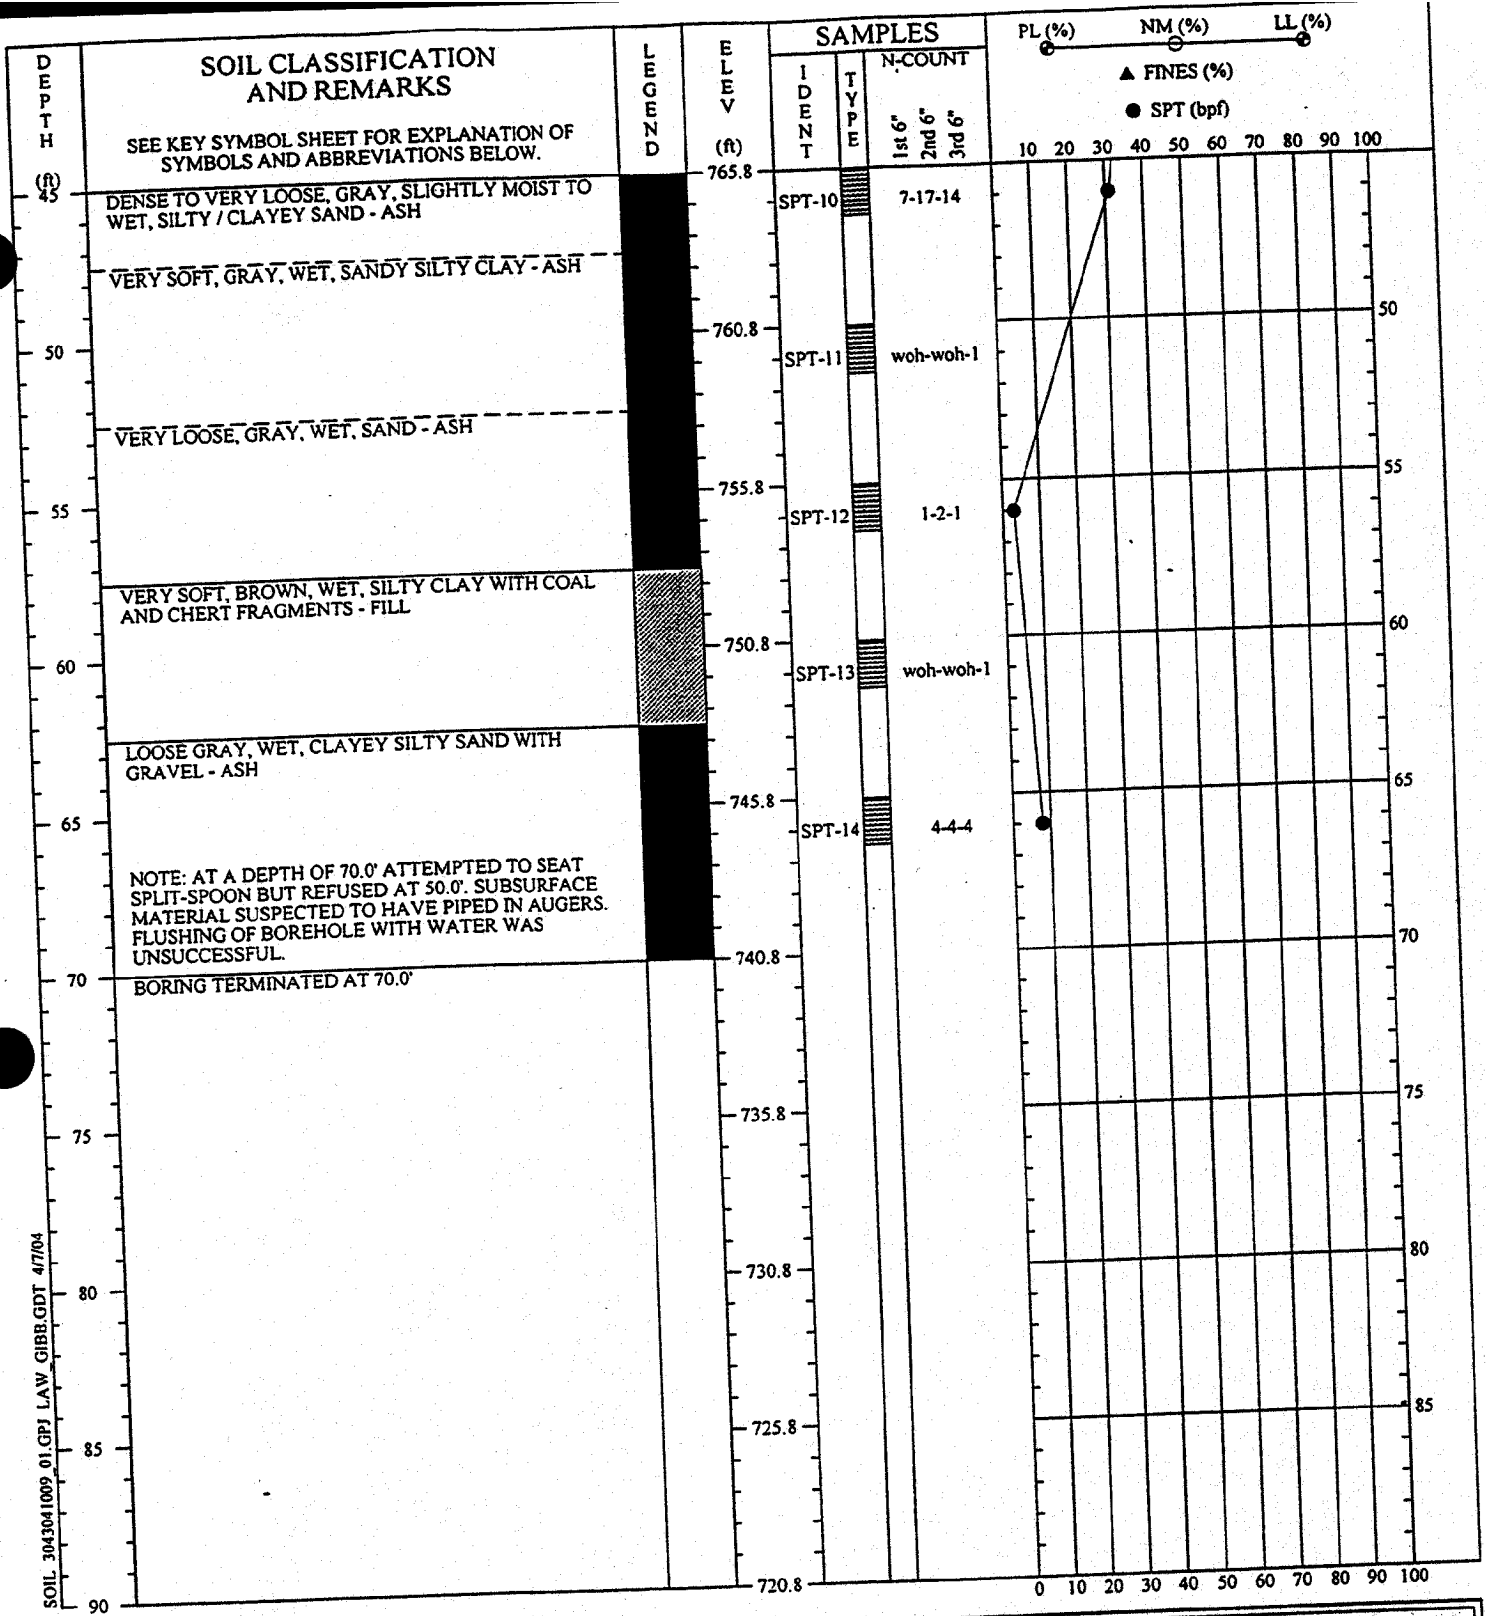 DEPTH
(ft)
SOIL CLASSIFICATION
AND REMARKS
SEE KEY SYMBOL SHEET FOR EXPLANATION OF
SYMBOLS AND ABBREVIATIONS BELOW.
LEGEND
ELEV
(ft)
SAMPLES
IDENT
TYPE
N-COUNT
1st 6"
2nd 6"
3rd 6"
PL (%)
NM (%)
LL (%)
▲ FINES (%)
● SPT (bpf)
10 20 30 40 50 60 70 80 90 100
45
DENSE TO VERY LOOSE, GRAY, SLIGHTLY MOIST TO
WET, SILTY / CLAYEY SAND - ASH
765.8
SPT-10
7-17-14
VERY SOFT, GRAY, WET, SANDY SILTY CLAY - ASH
50
760.8
SPT-11
woh-woh-1
50
VERY LOOSE, GRAY, WET, SAND - ASH
55
755.8
SPT-12
1-2-1
55
VERY SOFT, BROWN, WET, SILTY CLAY WITH COAL
AND CHERT FRAGMENTS - FILL
60
750.8
SPT-13
woh-woh-1
60
LOOSE GRAY, WET, CLAYEY SILTY SAND WITH
GRAVEL - ASH
65
745.8
SPT-14
4-4-4
65
NOTE: AT A DEPTH OF 70.0' ATTEMPTED TO SEAT
SPLIT-SPOON BUT REFUSED AT 50.0'. SUBSURFACE
MATERIAL SUSPECTED TO HAVE PIPED IN AUGERS.
FLUSHING OF BOREHOLE WITH WATER WAS
UNSUCCESSFUL.
70
740.8
70
BORING TERMINATED AT 70.0'
75
735.8
75
80
730.8
80
85
725.8
85
90
720.8
0 10 20 30 40 50 60 70 80 90 100
SOIL 3043041009_01.GPJ LAW_GIBB.GDT 4/7/04